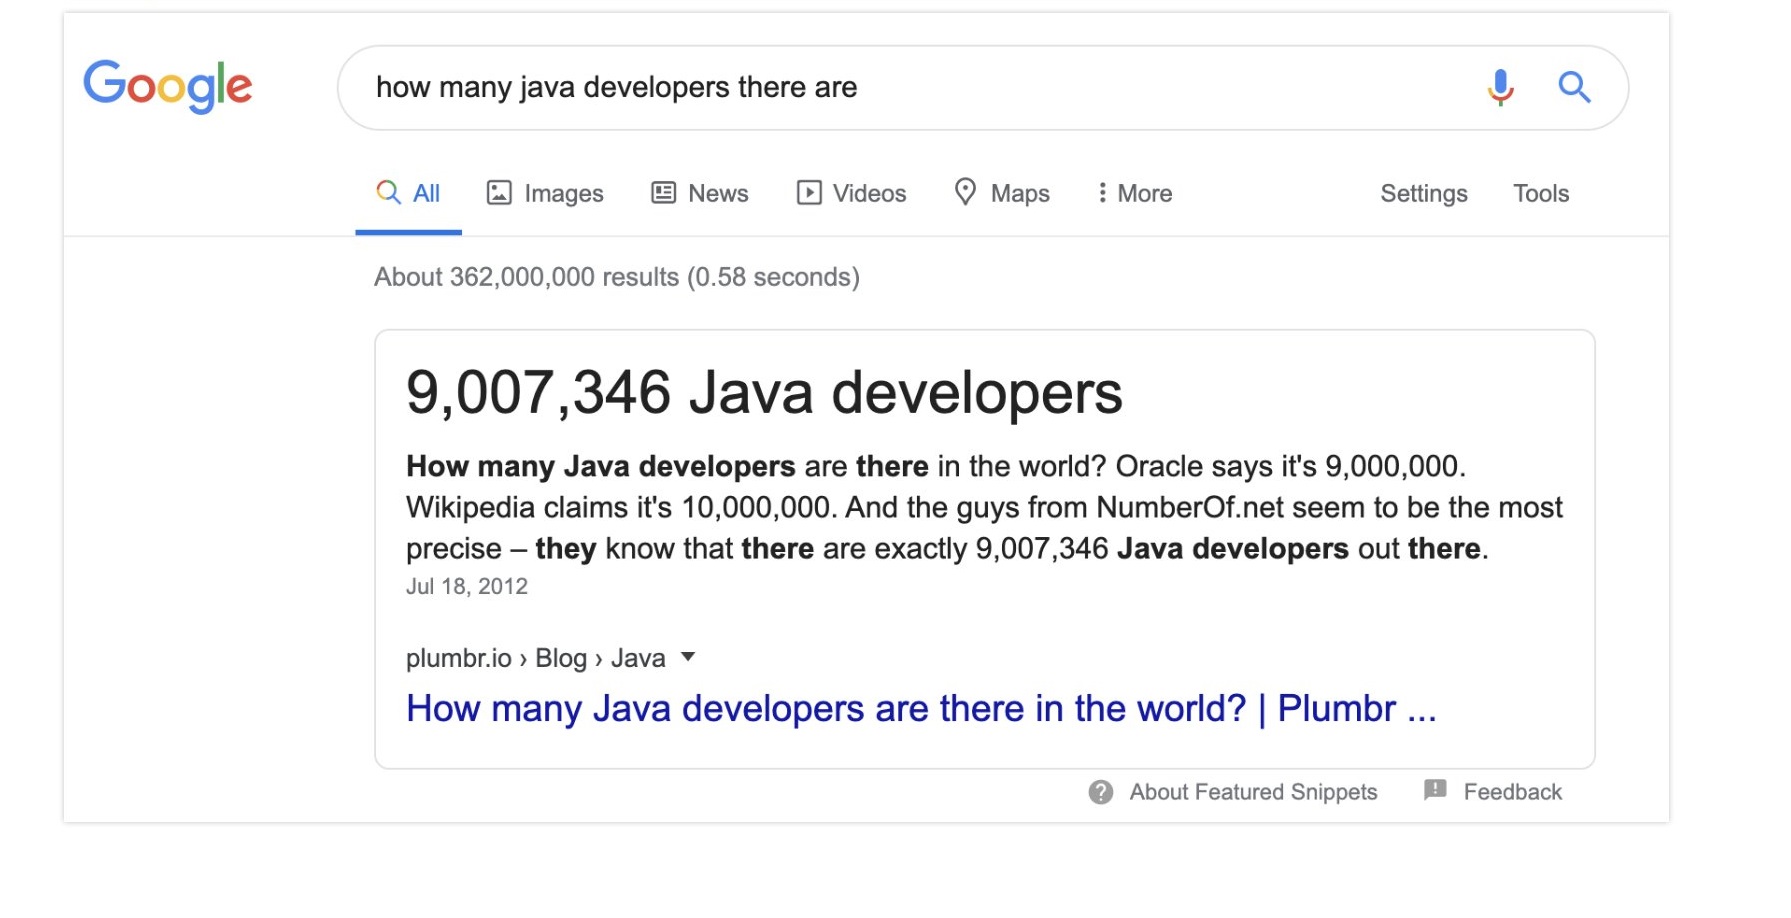 Google
how many java developers there are
All Images News Videos Maps More Settings Tools
About 362,000,000 results (0.58 seconds)
9,007,346 Java developers
How many Java developers are there in the world? Oracle says it's 9,000,000.
Wikipedia claims it's 10,000,000. And the guys from NumberOf.net seem to be the most
precise – they know that there are exactly 9,007,346 Java developers out there.
Jul 18, 2012
plumbr.io › Blog › Java
How many Java developers are there in the world? | Plumbr ...
About Featured Snippets Feedback